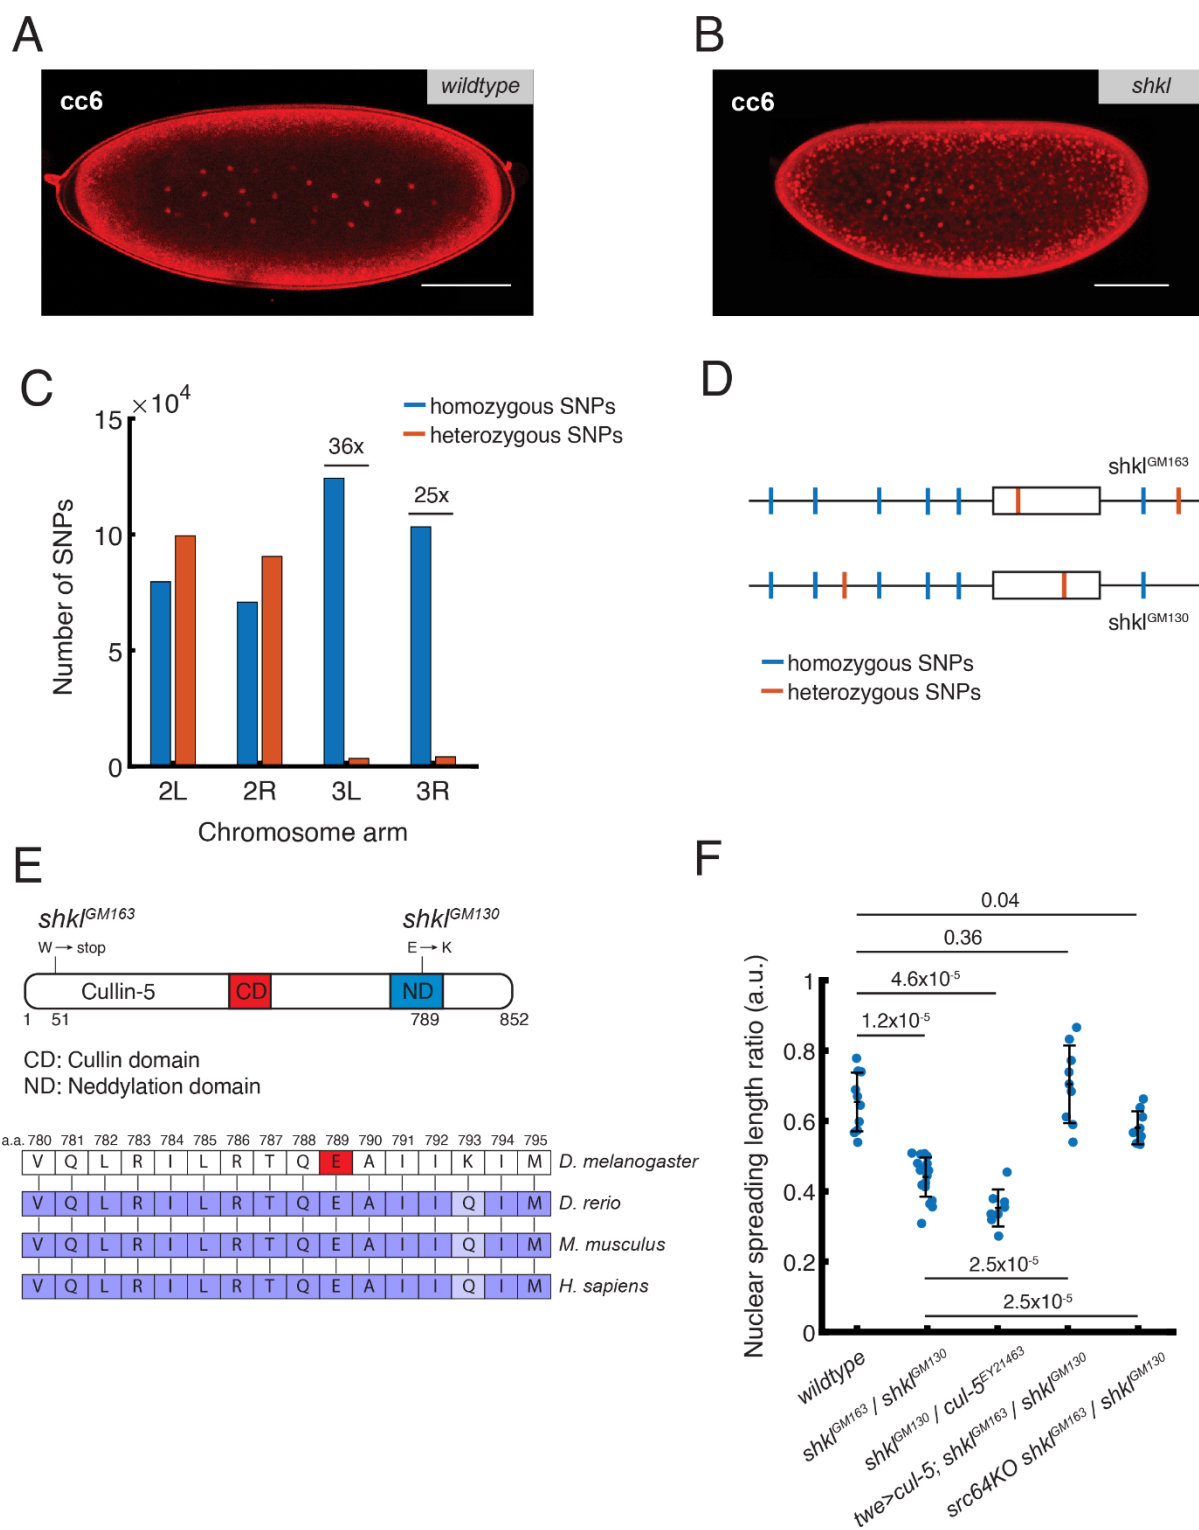 A
cc6
wildtype
B
cc6
shkl
C
×10⁴
15
10
5
0
Number of SNPs
homozygous SNPs
heterozygous SNPs
36x
25x
2L
2R
3L
3R
Chromosome arm
D
shkl^GM163
shkl^GM130
homozygous SNPs
heterozygous SNPs
E
shkl^GM163
shkl^GM130
W → stop
E → K
Cullin-5
CD
ND
1
51
789
852
CD: Cullin domain
ND: Neddylation domain
a.a. 780 781 782 783 784 785 786 787 788 789 790 791 792 793 794 795
V Q L R I L R T Q E A I I K I M D. melanogaster
V Q L R I L R T Q E A I I Q I M D. rerio
V Q L R I L R T Q E A I I Q I M M. musculus
V Q L R I L R T Q E A I I Q I M H. sapiens
F
0.04
0.36
4.6x10⁻⁵
1.2x10⁻⁵
2.5x10⁻⁵
2.5x10⁻⁵
Nuclear spreading length ratio (a.u.)
1
0.8
0.6
0.4
0.2
0
wildtype
shkl^GM163 / shkl^GM130
shkl^GM130 / cul-5^EY21463
twe>cul-5; shkl^GM163 / shkl^GM130
src64KO shkl^GM163 / shkl^GM130